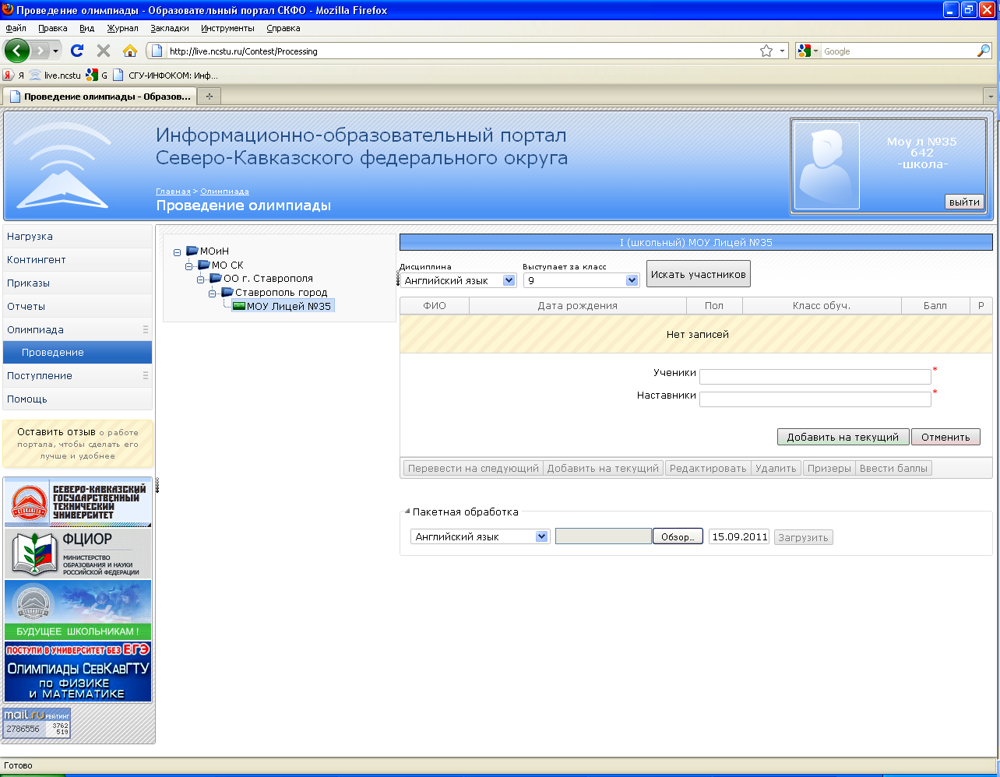 Проведение олимпиады - Образовательный портал СКФО - Mozilla Firefox
Файл Правка Вид Журнал Закладки Инструменты Справка
http://live.ncstu.ru/Contest/Processing
Google
Я live.ncstu G СГУ-ИНФОКОМ: Инф...
Проведение олимпиады - Образов...
Информационно-образовательный портал
Северо-Кавказского федерального округа
Главная > Олимпиада
Проведение олимпиады
Моу л №35
642
-школа-
выйти
Нагрузка
Контингент
Приказы
Отчеты
Олимпиада
Проведение
Поступление
Помощь
Оставить отзыв о работе
портала, чтобы сделать его
лучше и удобнее
СЕВЕРО-КАВКАЗСКИЙ
ГОСУДАРСТВЕННЫЙ
ТЕХНИЧЕСКИЙ
УНИВЕРСИТЕТ
ФЦИОР
МИНИСТЕРСТВО
ОБРАЗОВАНИЯ И НАУКИ
РОССИЙСКОЙ ФЕДЕРАЦИИ
БУДУЩЕЕ ШКОЛЬНИКАМ !
ПОСТУПИ В УНИВЕРСИТЕТ БЕЗ ЕГЭ
ОЛИМПИАДЫ СЕВКАВГТУ
ПО ФИЗИКЕ
И МАТЕМАТИКЕ
mail.ru РЕЙТИНГ
2786556 3762
519
МОиН
МО СК
ОО г. Ставрополя
Ставрополь город
МОУ Лицей №35
I (школьный) МОУ Лицей №35
Дисциплина Выступает за класс
Английский язык 9 Искать участников
ФИО Дата рождения Пол Класс обуч. Балл Р
Нет записей
Ученики *
Наставники *
Добавить на текущий Отменить
Перевести на следующий Добавить на текущий Редактировать Удалить Призеры Ввести баллы
Пакетная обработка
Английский язык Обзор... 15.09.2011 Загрузить
Готово